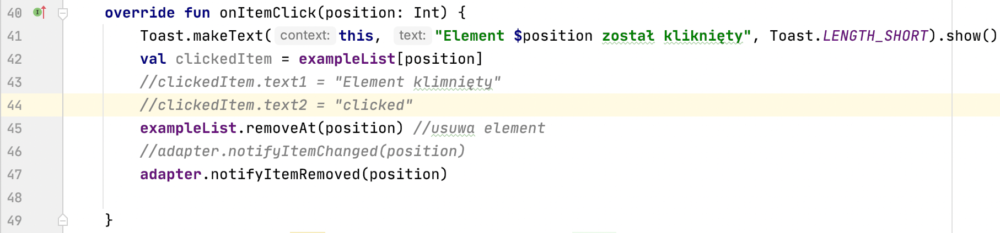 40 override fun onItemClick(position: Int) {
41 Toast.makeText( context: this, text: "Element $position został kliknięty", Toast.LENGTH_SHORT).show()
42 val clickedItem = exampleList[position]
43 //clickedItem.text1 = "Element klimnięty"
44 //clickedItem.text2 = "clicked"
45 exampleList.removeAt(position) //usuwa element
46 //adapter.notifyItemChanged(position)
47 adapter.notifyItemRemoved(position)
48
49 }